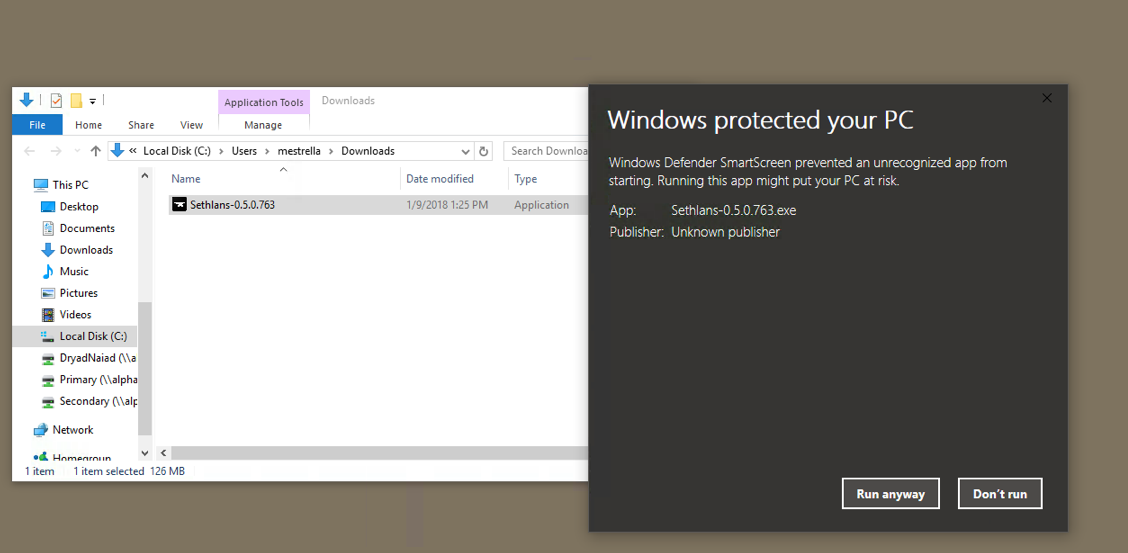 Application Tools
Downloads
File
Home
Share
View
Manage
« Local Disk (C:) › Users › mestrella › Downloads
Search Downloa
This PC
Desktop
Documents
Downloads
Music
Pictures
Videos
Local Disk (C:)
DryadNaiad (\\a
Primary (\\alpha
Secondary (\\alp
Network
Homegroup
Name
Date modified
Type
Sethlans-0.5.0.763
1/9/2018 1:25 PM
Application
1 item
1 item selected
126 MB
Windows protected your PC
Windows Defender SmartScreen prevented an unrecognized app from
starting. Running this app might put your PC at risk.
App: Sethlans-0.5.0.763.exe
Publisher: Unknown publisher
Run anyway
Don't run